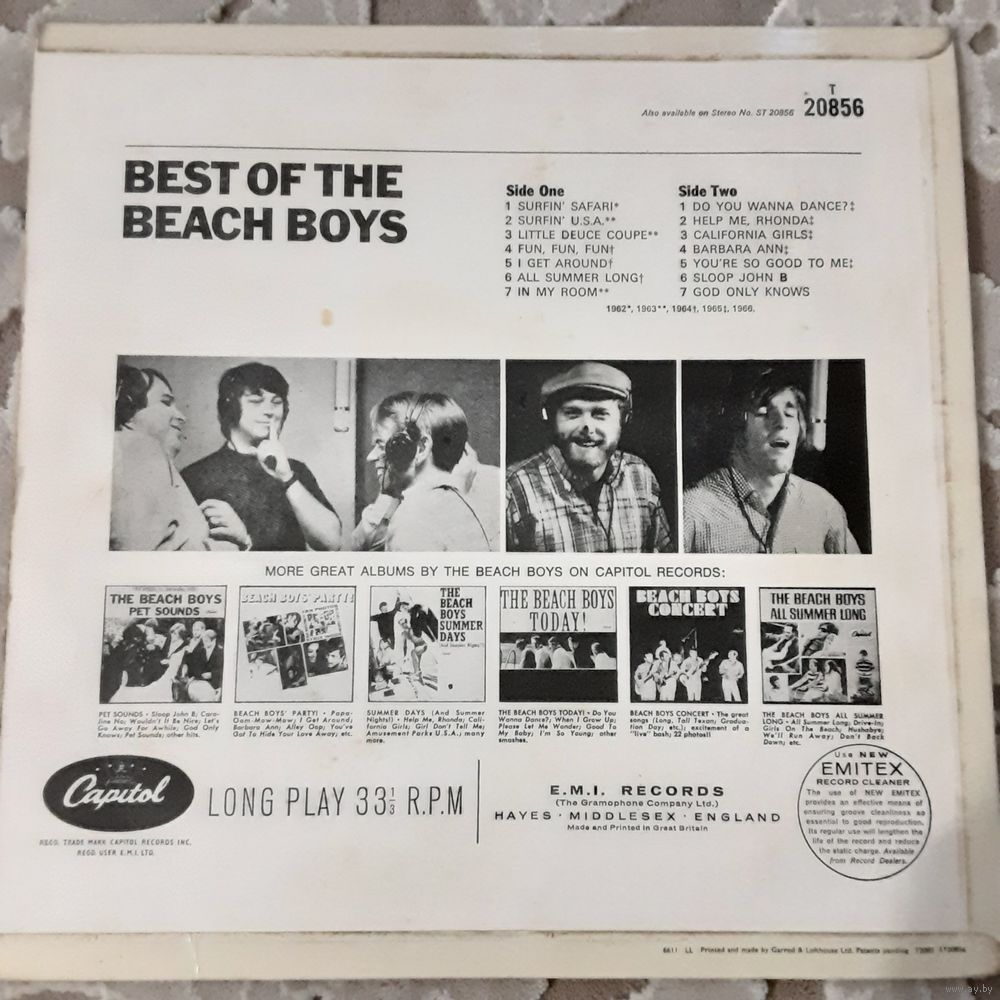 T
Also available on Stereo No. ST 20856 20856
BEST OF THE
BEACH BOYS
Side One
1 SURFIN' SAFARI*
2 SURFIN' U.S.A.**
3 LITTLE DEUCE COUPE**
4 FUN, FUN, FUN†
5 I GET AROUND†
6 ALL SUMMER LONG†
7 IN MY ROOM**
Side Two
1 DO YOU WANNA DANCE?‡
2 HELP ME, RHONDA‡
3 CALIFORNIA GIRLS‡
4 BARBARA ANN‡
5 YOU'RE SO GOOD TO ME‡
6 SLOOP JOHN B
7 GOD ONLY KNOWS
1962*, 1963**, 1964†, 1965‡, 1966.
MORE GREAT ALBUMS BY THE BEACH BOYS ON CAPITOL RECORDS:
THE BEACH BOYS
PET SOUNDS
BEACH BOYS' PARTY!
THE
BEACH
BOYS
SUMMER
DAYS
(And Summer Nights!!)
THE BEACH BOYS
TODAY!
BEACH BOYS
CONCERT
THE BEACH BOYS
ALL SUMMER LONG
Capitol
PET SOUNDS • Sloop John B; Caro-
line No; Wouldn't It Be Nice; Let's
Go Away For Awhile; God Only
Knows; Pet Sounds; other hits.
BEACH BOYS' PARTY! • Papa-
Oom-Mow-Mow; I Get Around;
Barbara Ann; Alley Oop; You've
Got To Hide Your Love Away; etc.
SUMMER DAYS (And Summer
Nights!) • Help Me, Rhonda; Cali-
fornia Girls; Girl Don't Tell Me;
Amusement Parks U.S.A.; many
more.
THE BEACH BOYS TODAY! • Do You
Wanna Dance?; When I Grow Up;
Please Let Me Wonder; Good To
My Baby; I'm So Young; other
smashes.
BEACH BOYS CONCERT • The great
songs (Long, Tall Texan; Gradua-
tion Day; etc.); excitement of a
"live" bash; 22 photos!!
THE BEACH BOYS ALL SUMMER
LONG • All Summer Long; Drive-In;
Girls On The Beach; Hushabye;
We'll Run Away; Don't Back
Down; etc.
Capitol
REGD. TRADE MARK CAPITOL RECORDS INC.
REGD. USER E.M.I. LTD.
LONG PLAY 33⅓ R.P.M
E.M.I. RECORDS
(The Gramophone Company Ltd.)
HAYES · MIDDLESEX · ENGLAND
Made and Printed in Great Britain
Use NEW
EMITEX
RECORD CLEANER
The use of NEW EMITEX
provides an effective means of
ensuring groove cleanliness so
essential to good reproduction.
Its regular use will lengthen the
life of the record and reduce
the static charge. Available
from Record Dealers.
6611 LL Printed and made by Garrod & Lofthouse Ltd. Patents pending
www.ay.by